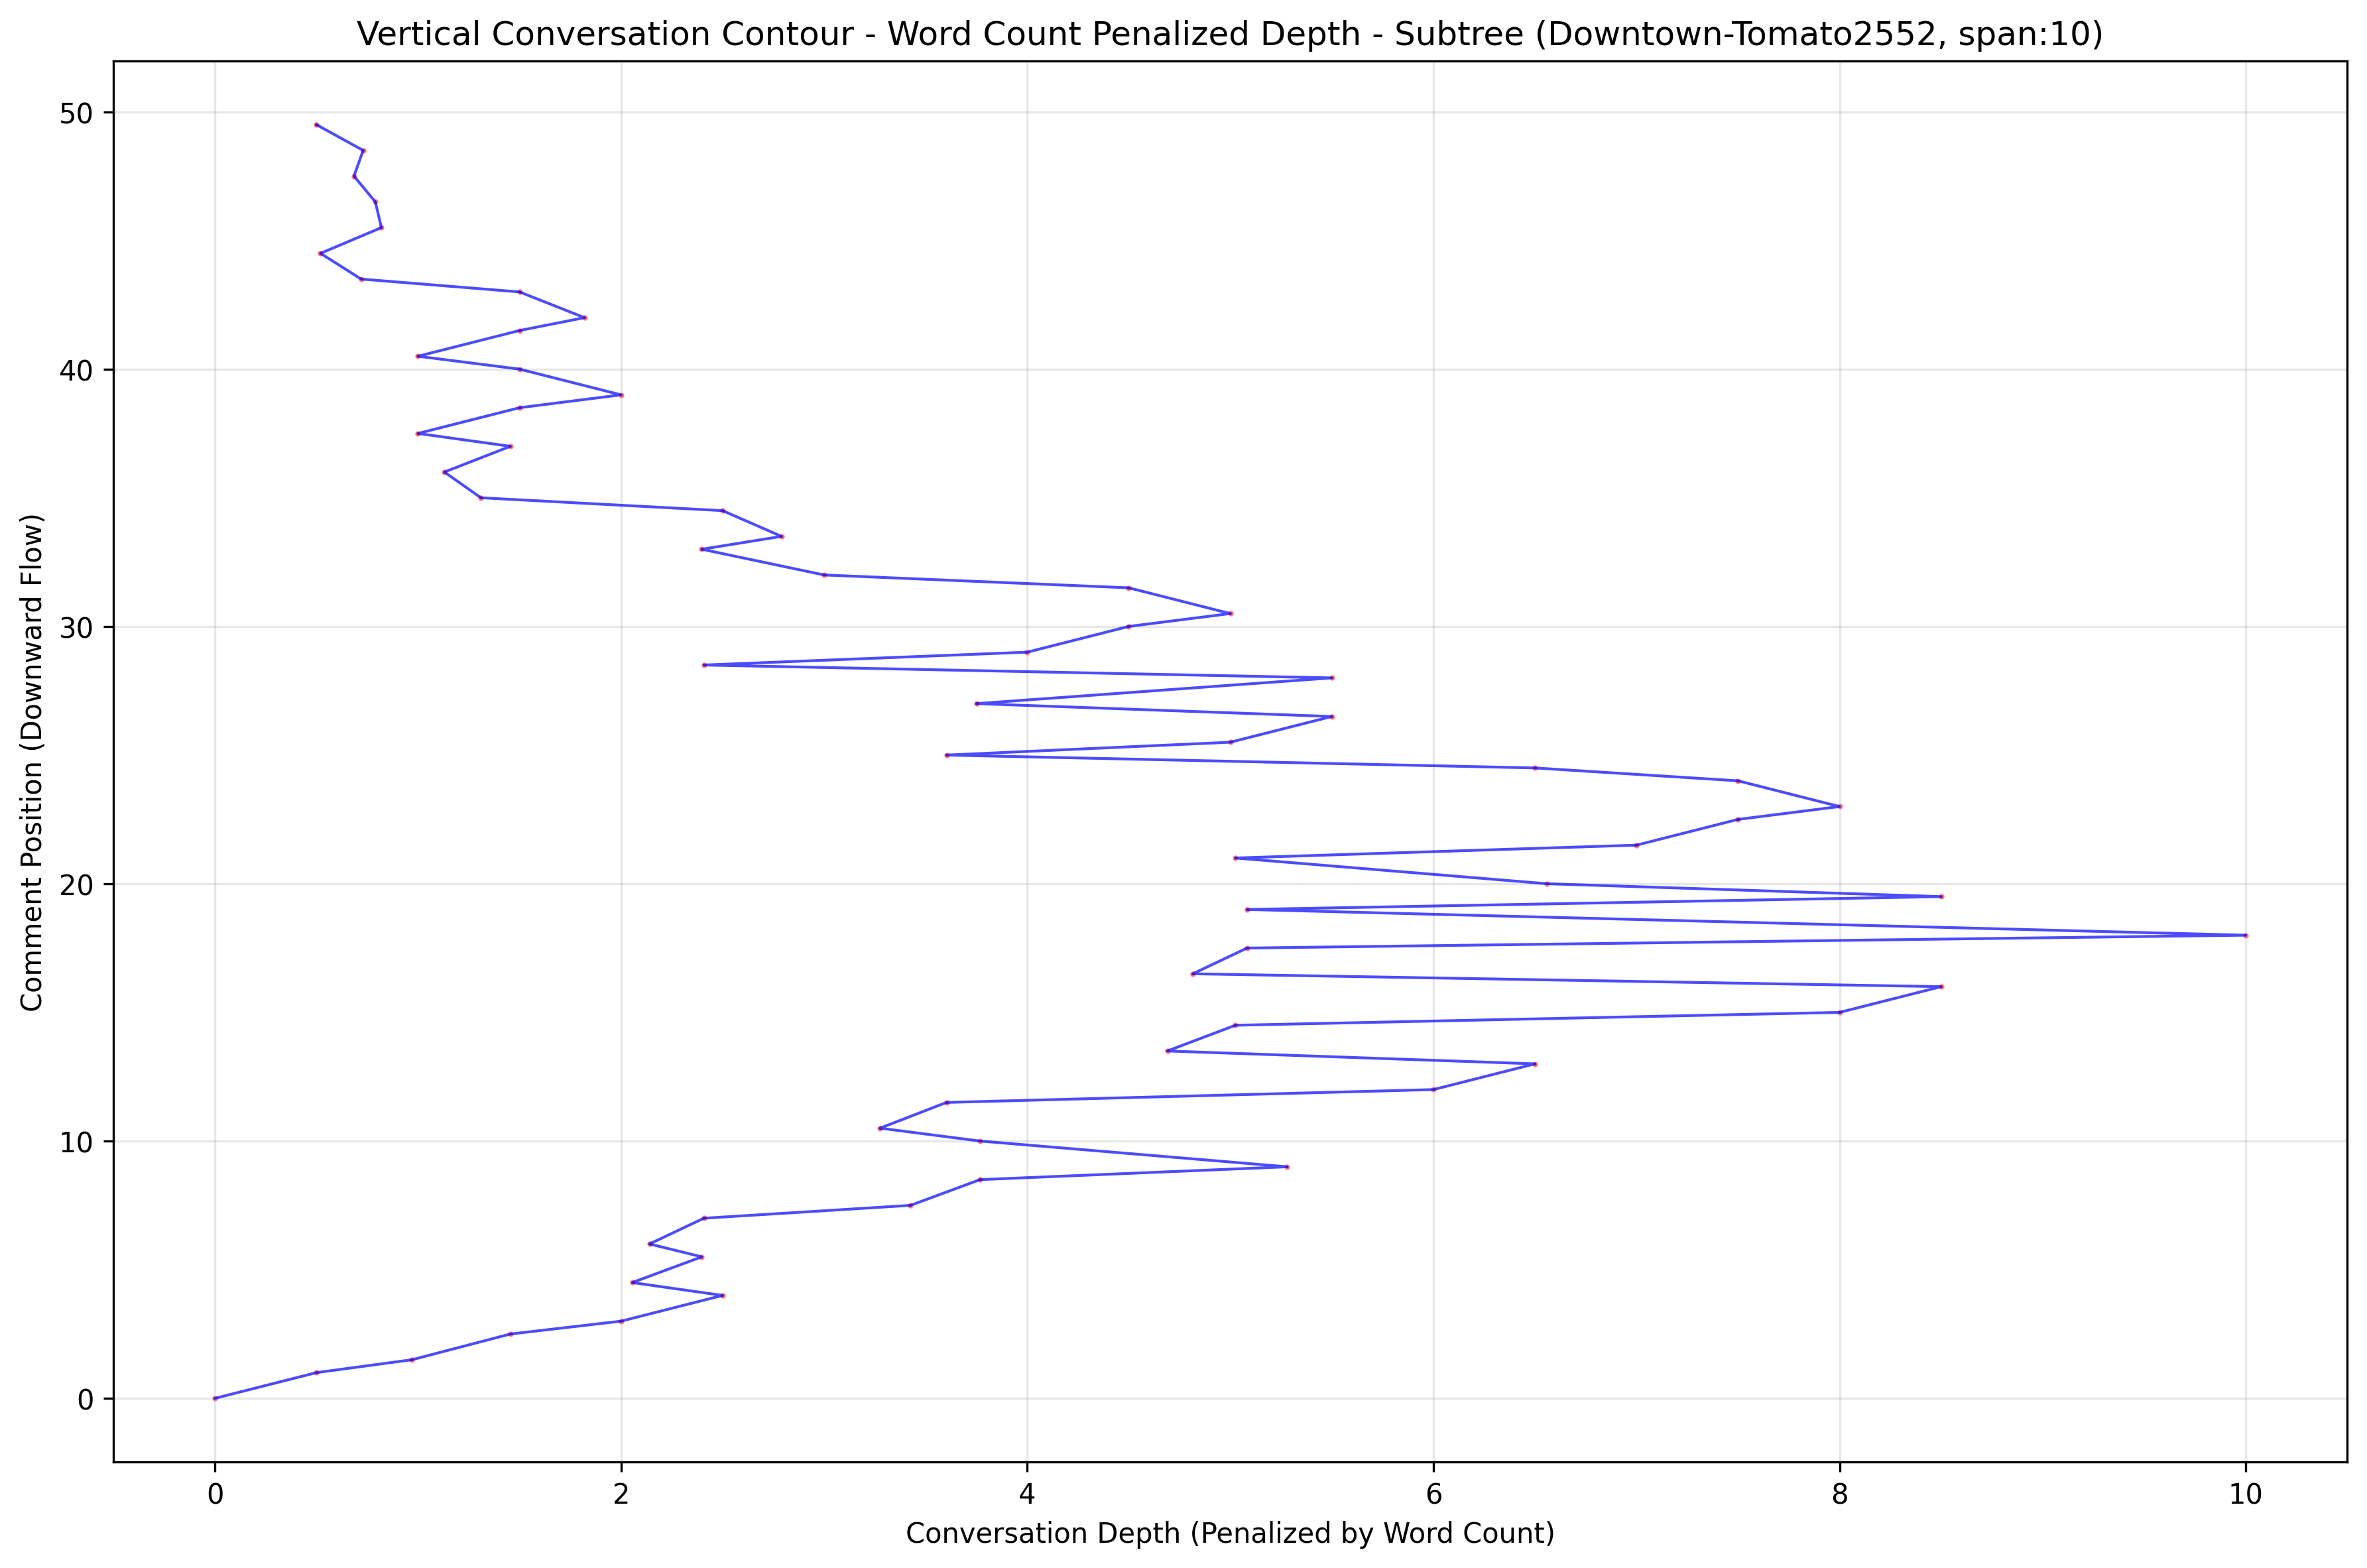 Vertical Conversation Contour - Word Count Penalized Depth - Subtree (Downtown-Tomato2552, span:10)
Comment Position (Downward Flow)
50
40
30
20
10
0
0 2 4 6 8 10
Conversation Depth (Penalized by Word Count)